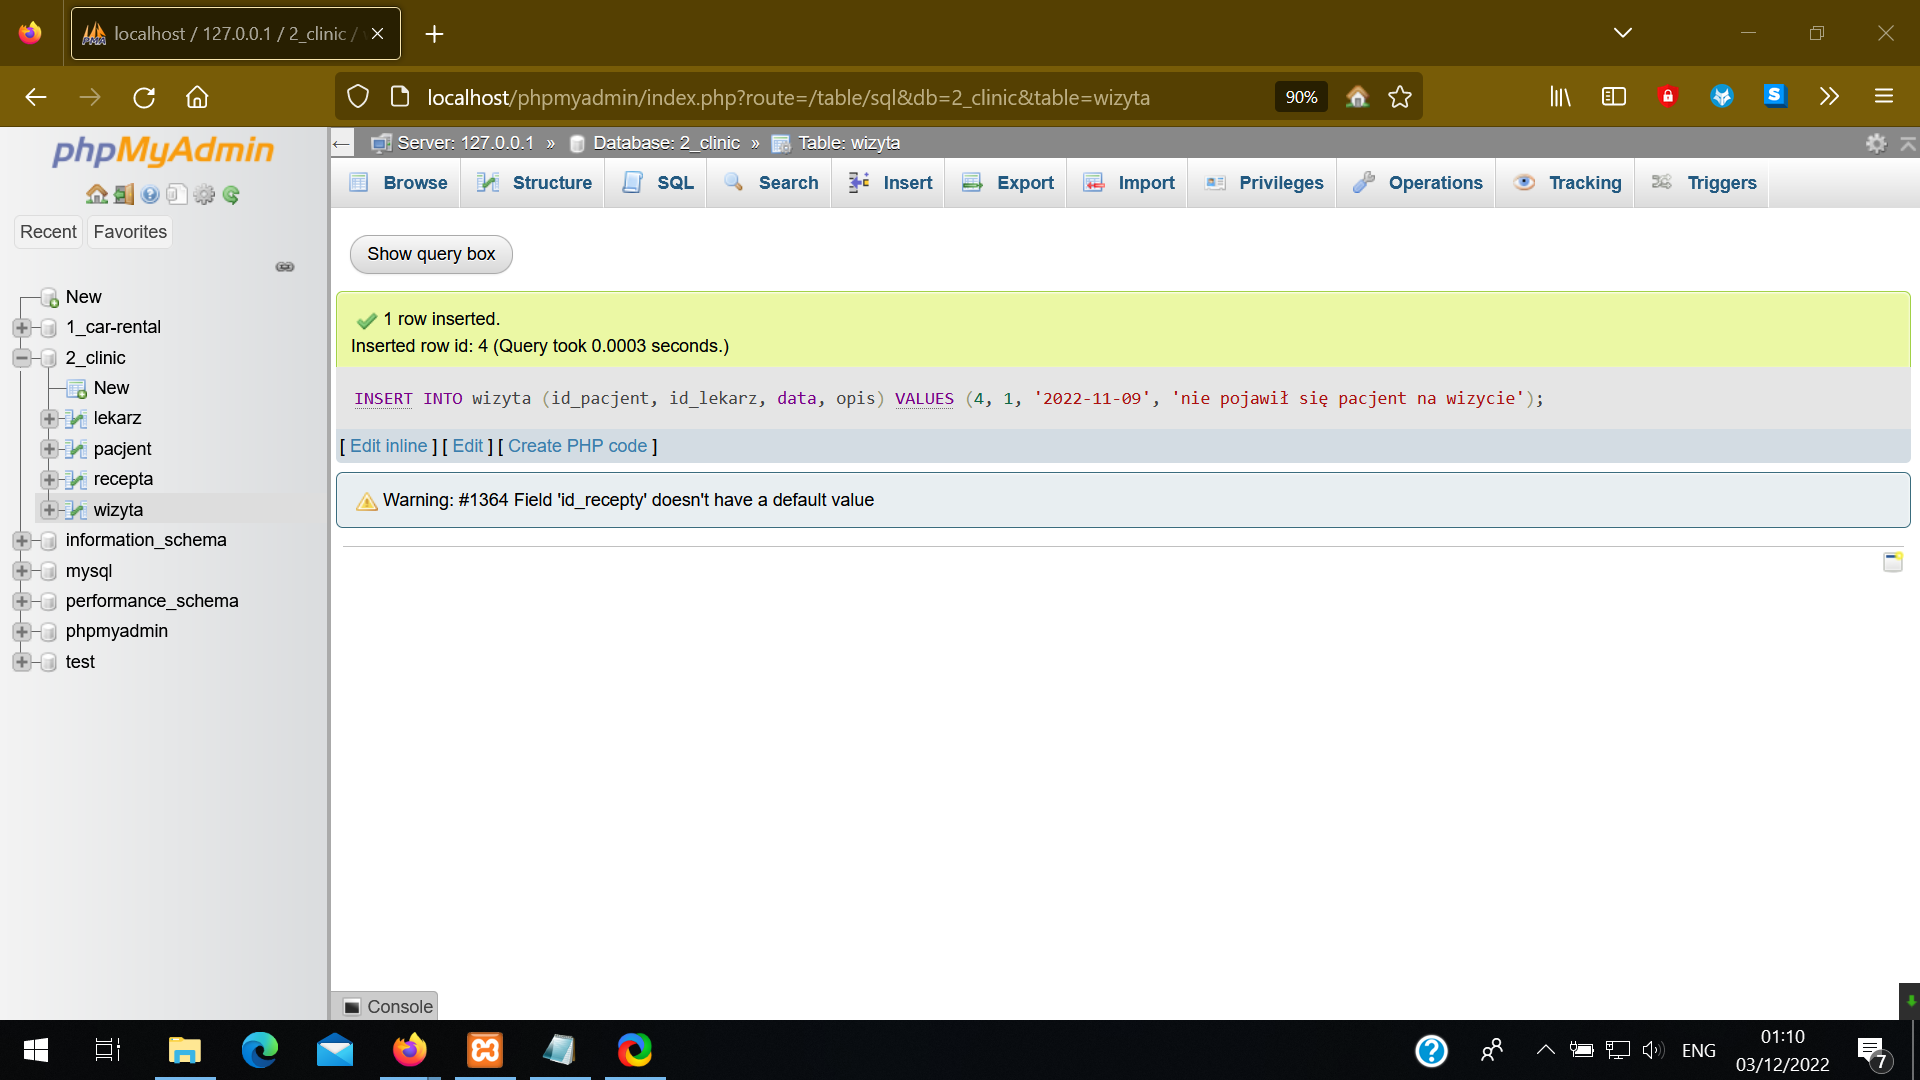 localhost / 127.0.0.1 / 2_clinic /
localhost/phpmyadmin/index.php?route=/table/sql&db=2_clinic&table=wizyta
90%
phpMyAdmin
Recent
Favorites
New
1_car-rental
2_clinic
New
lekarz
pacjent
recepta
wizyta
information_schema
mysql
performance_schema
phpmyadmin
test
Server: 127.0.0.1 » Database: 2_clinic » Table: wizyta
Browse Structure SQL Search Insert Export Import Privileges Operations Tracking Triggers
Show query box
1 row inserted.
Inserted row id: 4 (Query took 0.0003 seconds.)
INSERT INTO wizyta (id_pacjent, id_lekarz, data, opis) VALUES (4, 1, '2022-11-09', 'nie pojawił się pacjent na wizycie');
[ Edit inline ] [ Edit ] [ Create PHP code ]
Warning: #1364 Field 'id_recepty' doesn't have a default value
Console
ENG
01:10
03/12/2022
7